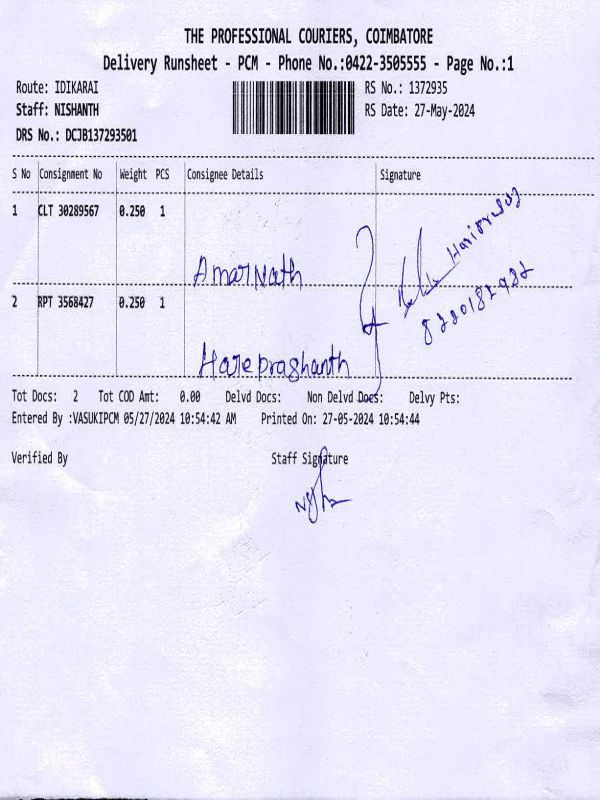 THE PROFESSIONAL COURIERS, COIMBATORE
Delivery Runsheet - PCM - Phone No.:0422-3505555 - Page No.:1
Route: IDIKARAI RS No.: 1372935
Staff: NISHANTH RS Date: 27-May-2024
DRS No.: DCJB137293501
S No Consignment No Weight PCS Consignee Details Signature
1 CLT 30289567 0.250 1
Amarnath
2 RPT 3568427 0.250 1
Hareprashanth
Tot Docs: 2 Tot COD Amt: 0.00 Delvd Docs: Non Delvd Docs: Delvy Pts:
Entered By :VASUKIPCM 05/27/2024 10:54:42 AM Printed On: 27-05-2024 10:54:44
Verified By Staff Signature